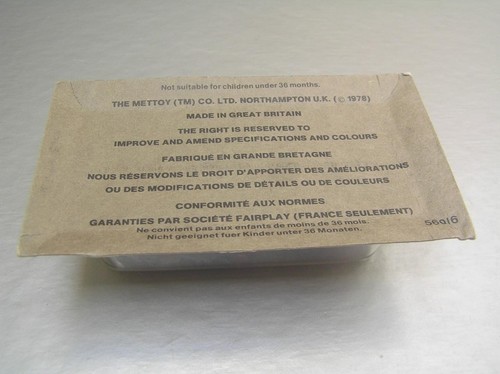 Not suitable for children under 36 months.
THE METTOY (TM) CO. LTD. NORTHAMPTON U.K. (© 1978)
MADE IN GREAT BRITAIN
THE RIGHT IS RESERVED TO
IMPROVE AND AMEND SPECIFICATIONS AND COLOURS
FABRIQUÉ EN GRANDE BRETAGNE
NOUS RÉSERVONS LE DROIT D'APPORTER DES AMÉLIORATIONS
OU DES MODIFICATIONS DE DÉTAILS OU DE COULEURS
CONFORMITÉ AUX NORMES
GARANTIES PAR SOCIÉTÉ FAIRPLAY (FRANCE SEULEMENT)
Ne convient pas aux enfants de moins de 36 mois.
Nicht geeignet fuer Kinder unter 36 Monaten.